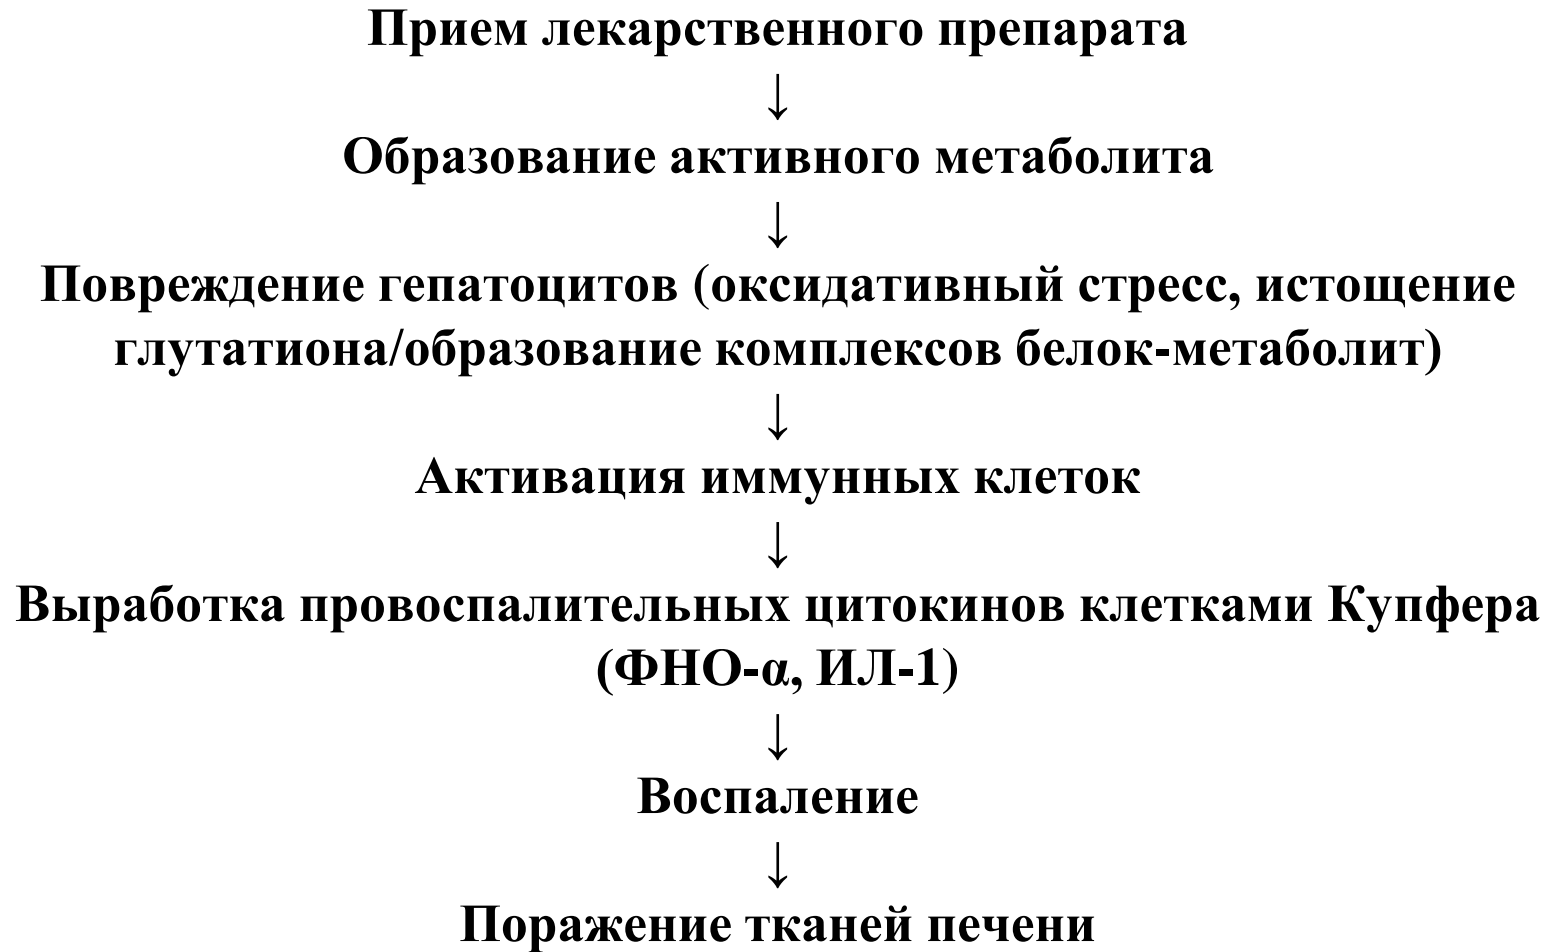 Прием лекарственного препарата
↓
Образование активного метаболита
↓
Повреждение гепатоцитов (оксидативный стресс, истощение
глутатиона/образование комплексов белок-метаболит)
↓
Активация иммунных клеток
↓
Выработка провоспалительных цитокинов клетками Купфера
(ФНО-α, ИЛ-1)
↓
Воспаление
↓
Поражение тканей печени